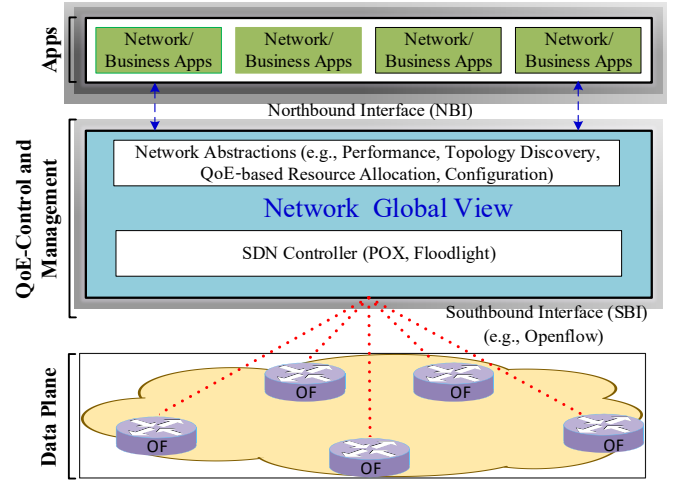 Apps
Network/
Business Apps
Network/
Business Apps
Network/
Business Apps
Network/
Business Apps
Northbound Interface (NBI)
QoE-Control and
Management
Network Abstractions (e.g., Performance, Topology Discovery,
QoE-based Resource Allocation, Configuration)
Network Global View
SDN Controller (POX, Floodlight)
Southbound Interface (SBI)
(e.g., Openflow)
Data Plane
OF
OF
OF
OF
OF